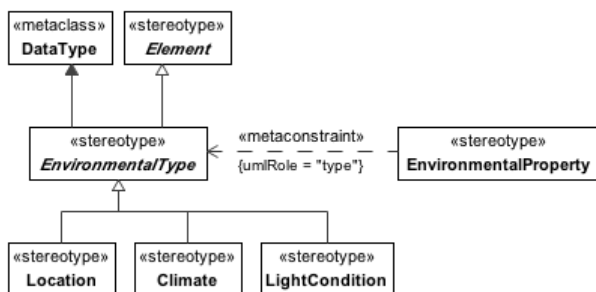 «metaclass»
DataType
«stereotype»
Element
«stereotype»
EnvironmentalType
«metaconstraint»
{umlRole = "type"}
«stereotype»
EnvironmentalProperty
«stereotype»
Location
«stereotype»
Climate
«stereotype»
LightCondition